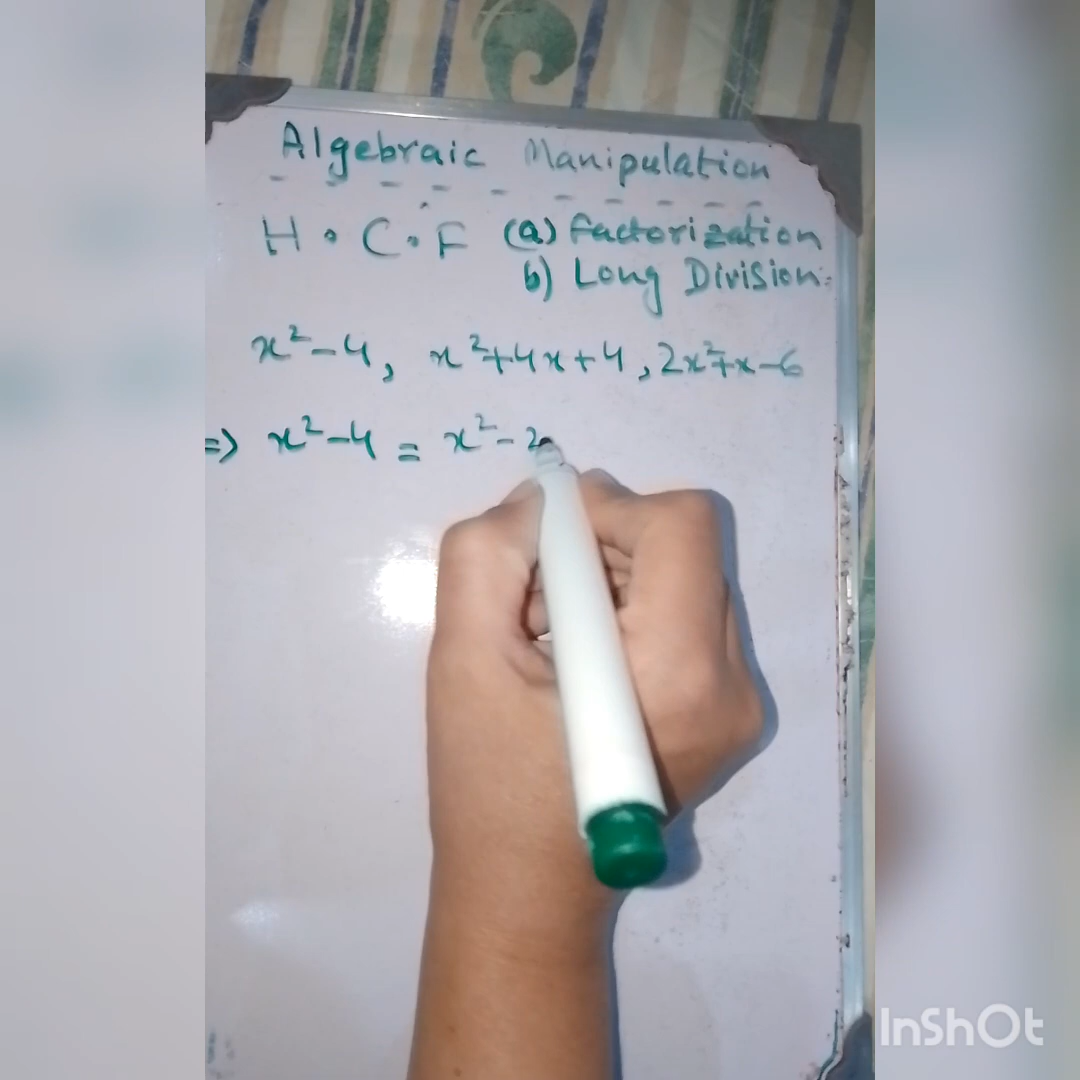 Algebraic Manipulation
H.C.F (a) Factorization
b) Long Division:
x²-4, x²+4x+4, 2x²+x-6
=> x²-4 = x²-2
InShOt